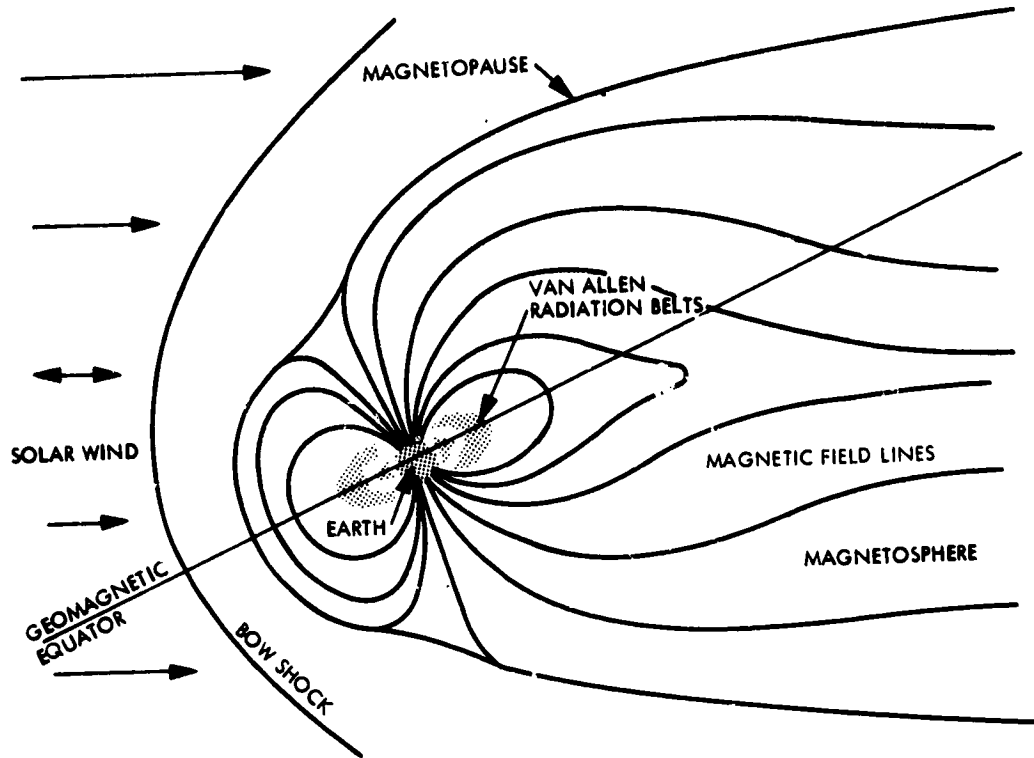 MAGNETOPAUSE
VAN ALLEN
RADIATION BELTS
SOLAR WIND
MAGNETIC FIELD LINES
EARTH
MAGNETOSPHERE
GEOMAGNETIC
EQUATOR
BOW SHOCK